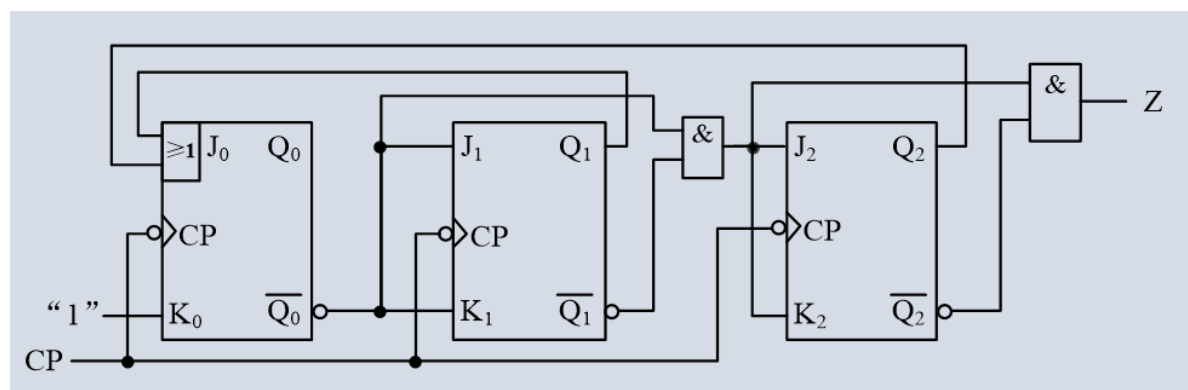 &
Z
≥1 J₀ Q₀
J₁ Q₁
&
J₂ Q₂
CP
CP
CP
“1” K₀ Q̅₀
K₁ Q̅₁
K₂ Q̅₂
CP